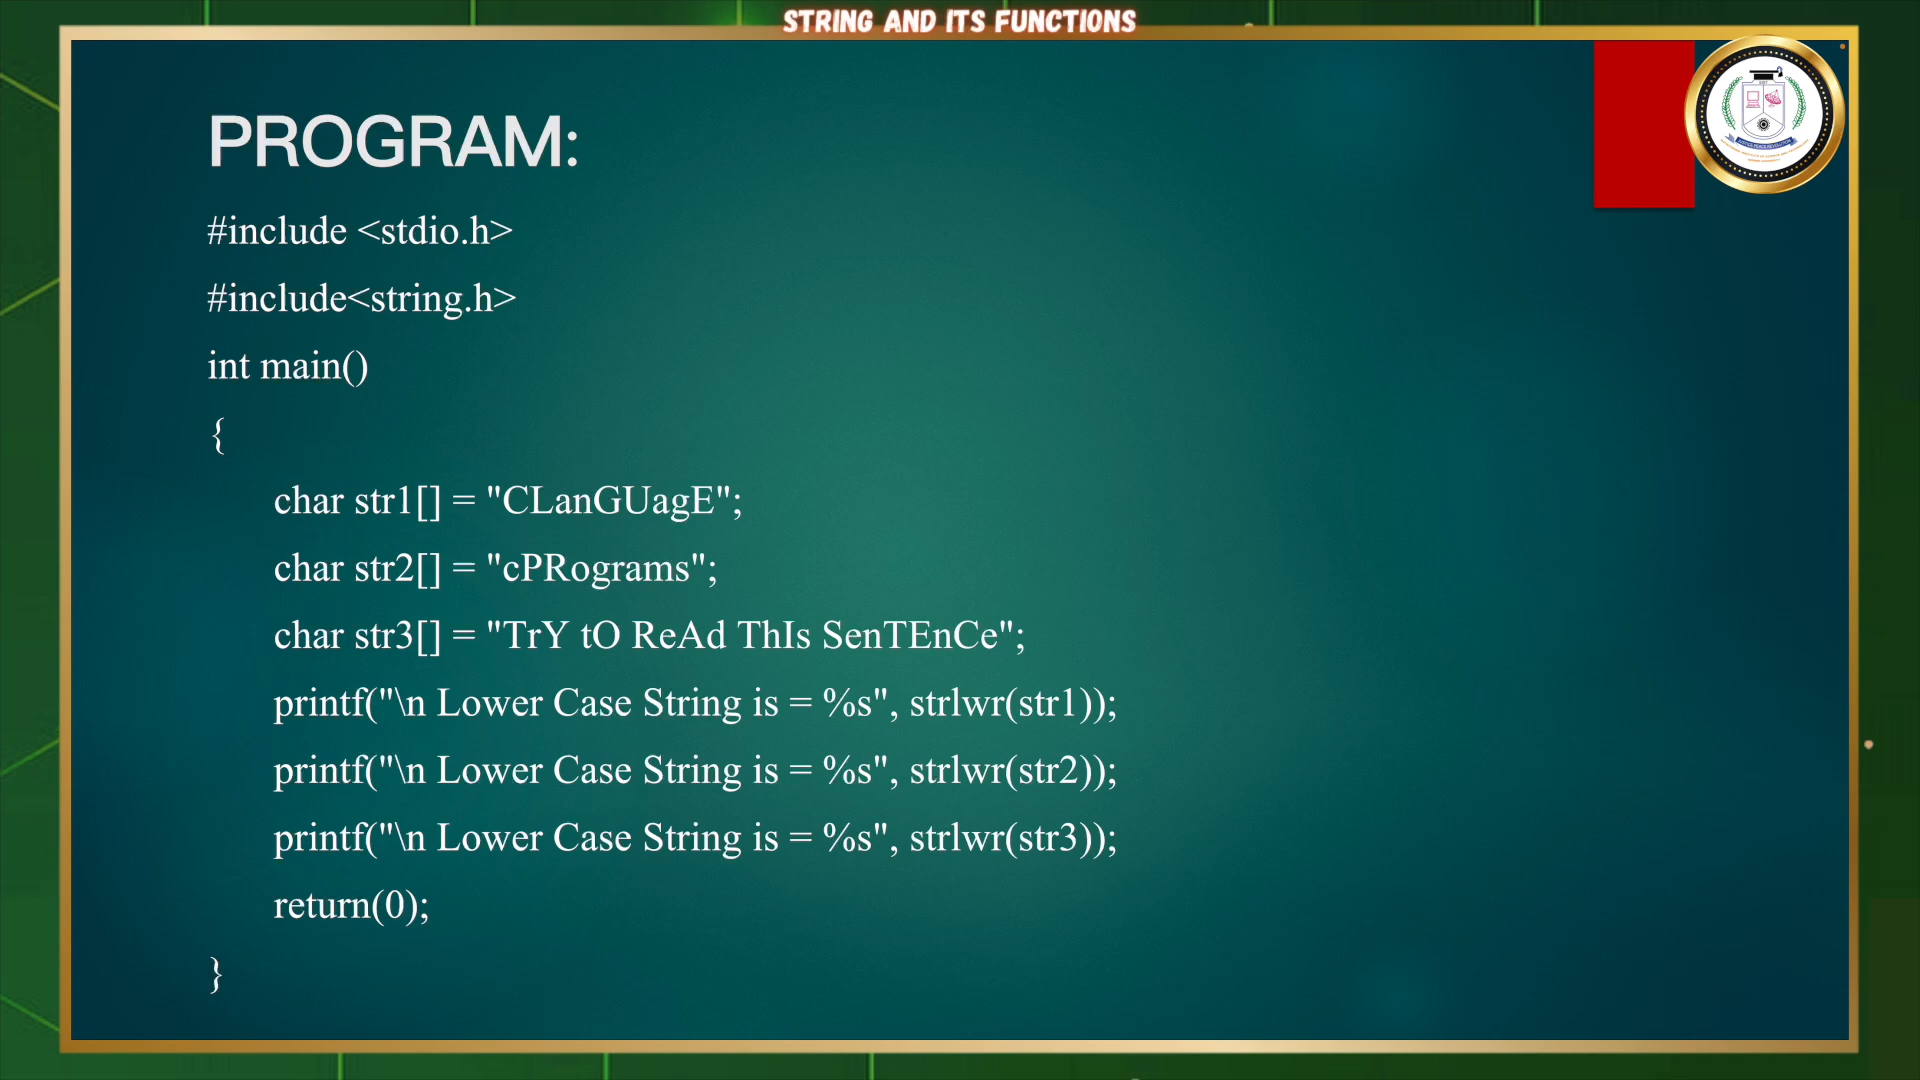 STRING AND ITS FUNCTIONS
PROGRAM:
#include <stdio.h>
#include<string.h>
int main()
{
char str1[] = "CLanGUagE";
char str2[] = "cPRograms";
char str3[] = "TrY tO ReAd ThIs SenTEnCe";
printf("\n Lower Case String is = %s", strlwr(str1));
printf("\n Lower Case String is = %s", strlwr(str2));
printf("\n Lower Case String is = %s", strlwr(str3));
return(0);
}